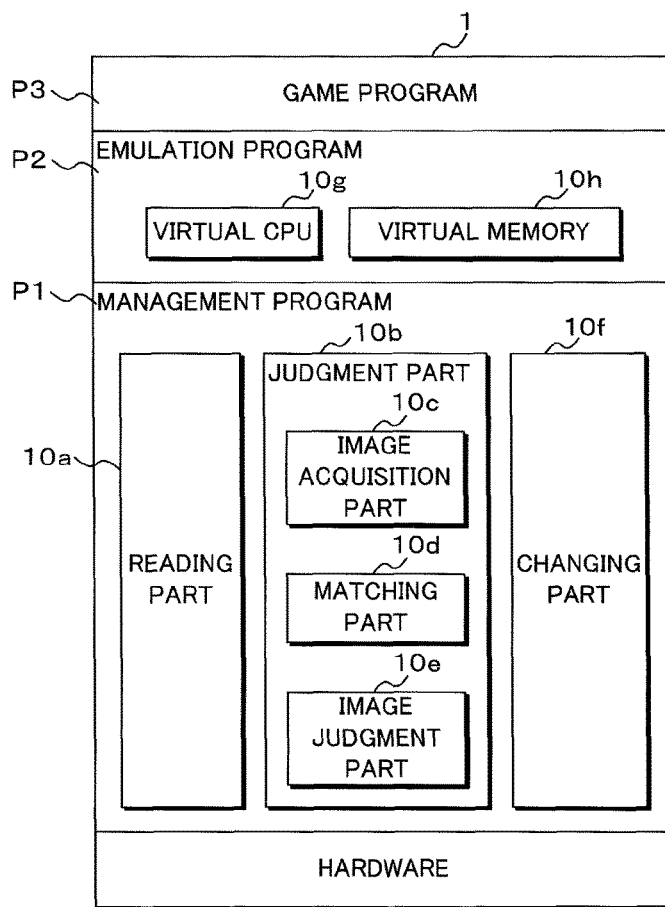 1
P3
GAME PROGRAM
P2
EMULATION PROGRAM
10g
10h
VIRTUAL CPU
VIRTUAL MEMORY
P1
MANAGEMENT PROGRAM
10b
10f
JUDGMENT PART
10c
10a
IMAGE
ACQUISITION
PART
READING
PART
10d
MATCHING
PART
CHANGING
PART
10e
IMAGE
JUDGMENT
PART
HARDWARE